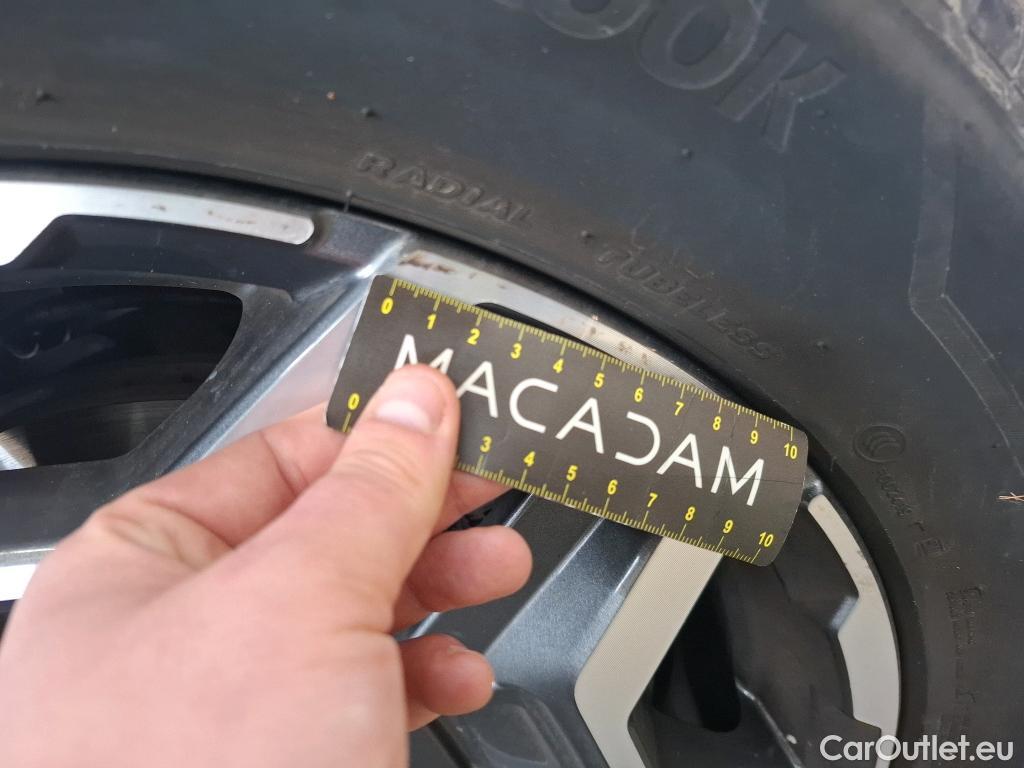 OOK
RADIAL
TUBELESS
0 1 2 3 4 5 6 7 8 9 10
MACADAM
0 3 4 5 6 7 8 9 10
CarOutlet.eu